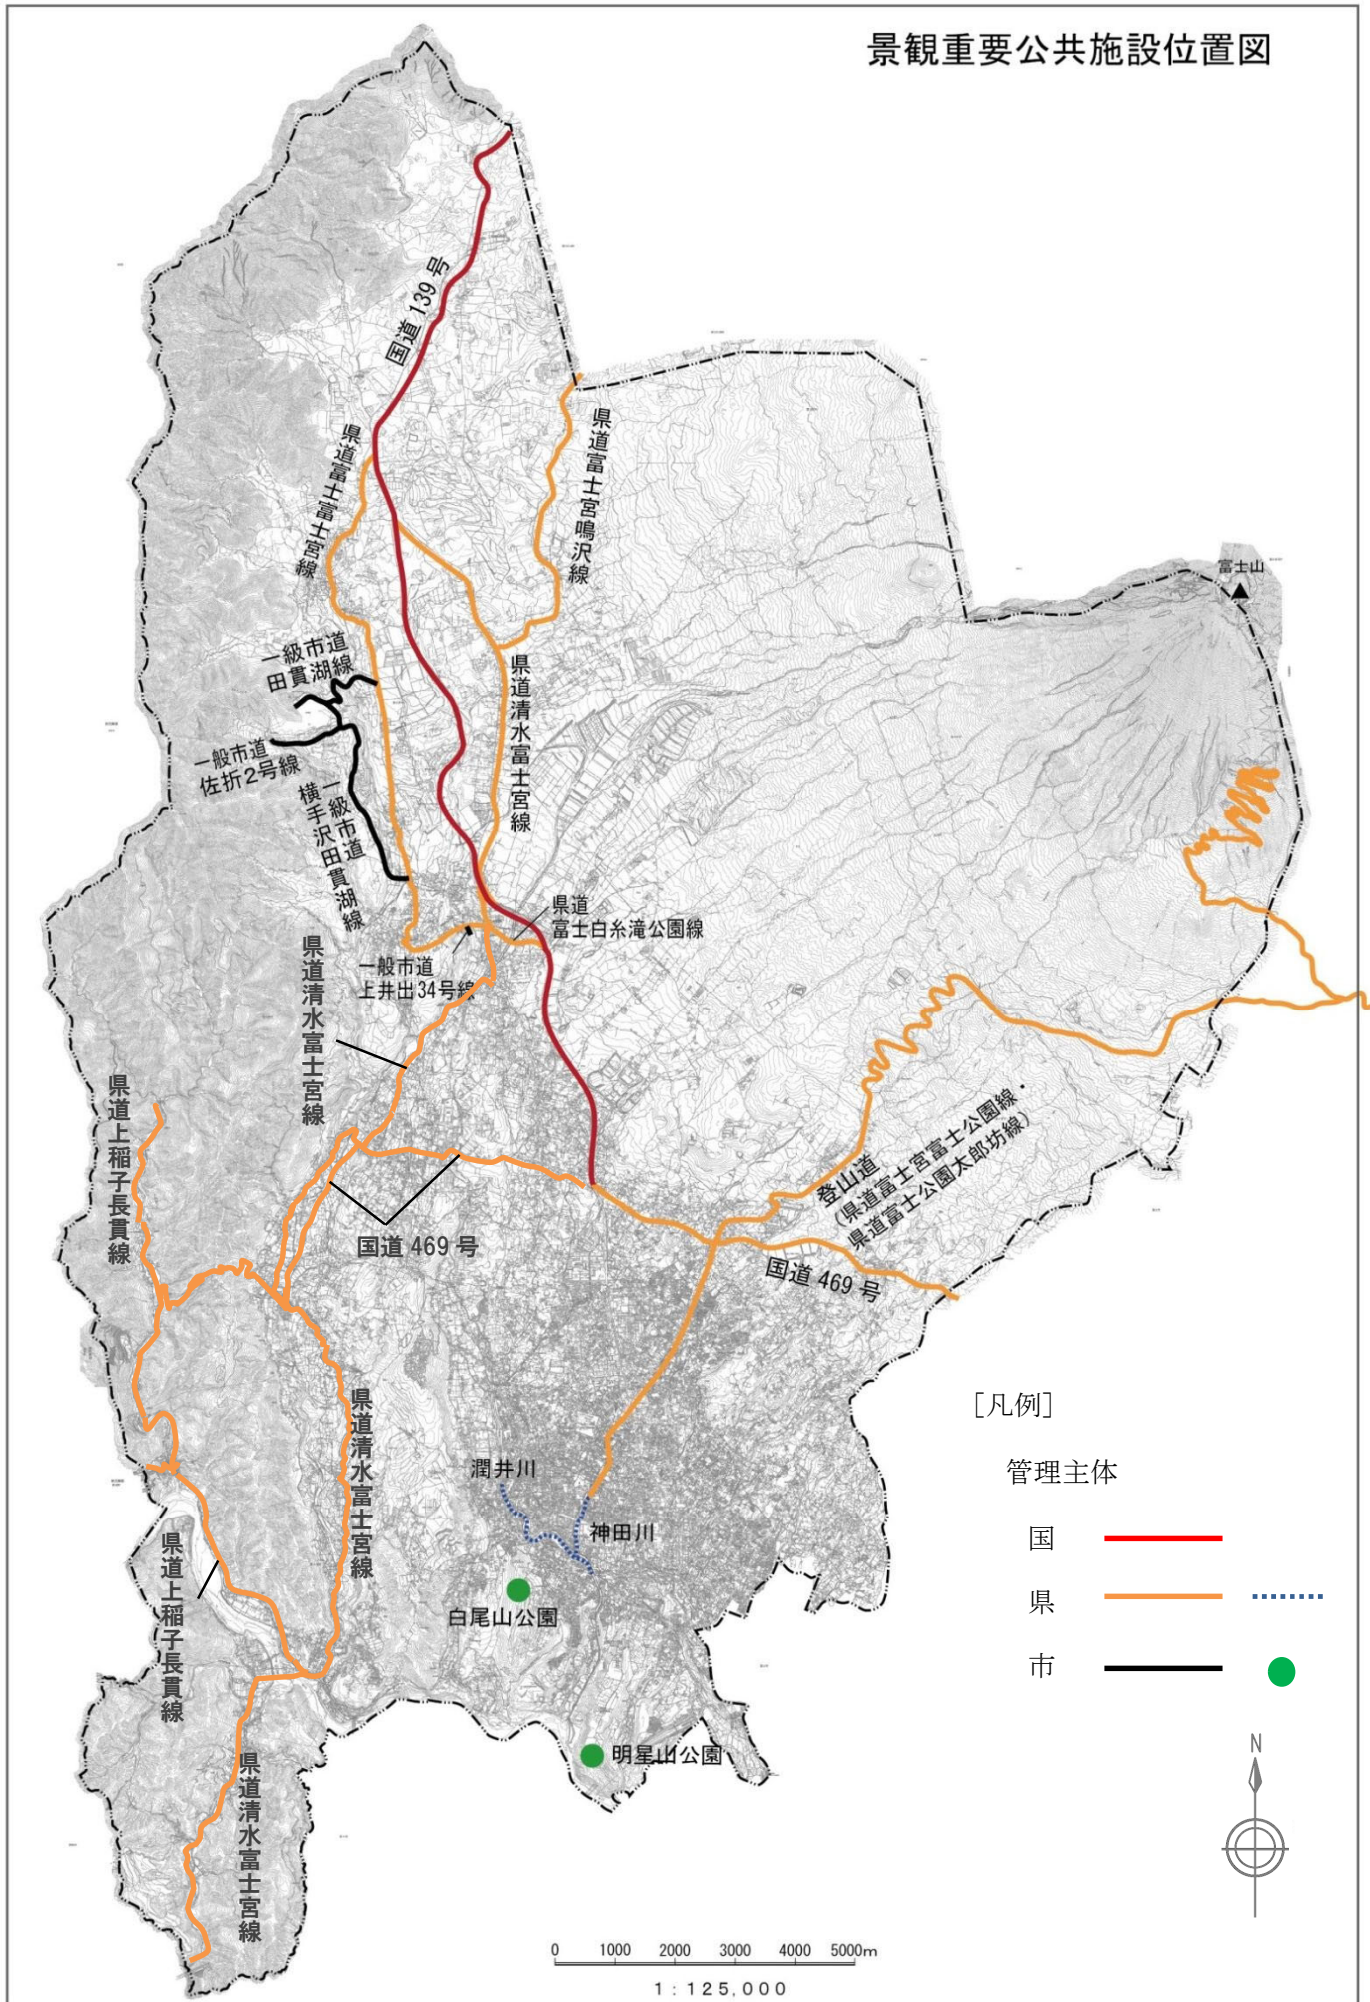 景観重要公共施設位置図
国道 139 号
県道富士富士宮線
県道富士宮鳴沢線
富士山
一級市道
田貫湖線
県道清水富士宮線
一般市道
佐折2号線
一級市道
横手沢田貫湖線
県道
富士白糸滝公園線
一般市道
上井出34号線
県道清水富士宮線
県道上稲子長貫線
登山道
（県道富士宮富士公園線・
県道富士公園太郎坊線）
国道 469 号
国道 469 号
県道清水富士宮線
［凡例］
管理主体
潤井川
神田川
国
県
市
白尾山公園
県道上稲子長貫線
明星山公園
県道清水富士宮線
N
0 1000 2000 3000 4000 5000m
1：125,000